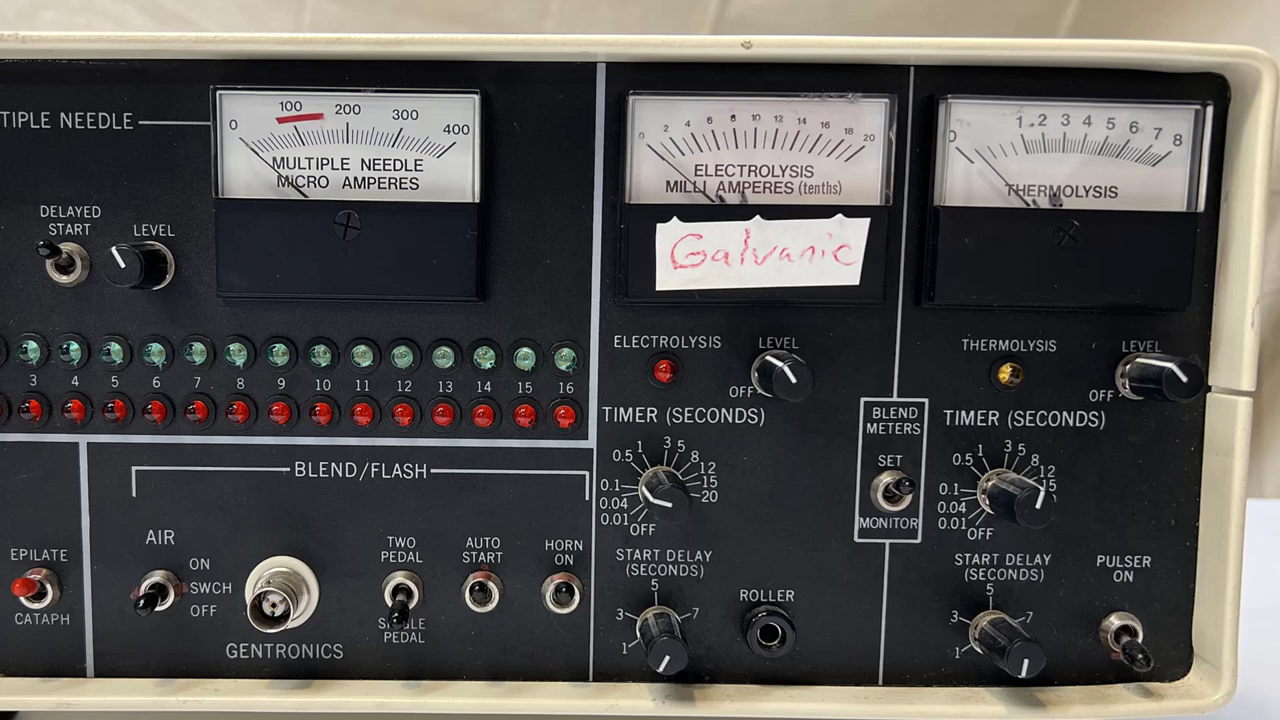 TIPLE NEEDLE
0 100 200 300 400
MULTIPLE NEEDLE
MICRO AMPERES
DELAYED
START
LEVEL
3 4 5 6 7 8 9 10 11 12 13 14 15 16
0 2 4 6 8 10 12 14 16 18 20
ELECTROLYSIS
MILLI AMPERES (tenths)
Galvanic
ELECTROLYSIS
LEVEL
OFF
TIMER (SECONDS)
OFF 0.01 0.04 0.1 0.5 1 3 5 8 12 15 20
START DELAY
(SECONDS)
1 3 5 7
ROLLER
0 1 2 3 4 5 6 7 8
THERMOLYSIS
THERMOLYSIS
LEVEL
OFF
BLEND
METERS
SET
MONITOR
TIMER (SECONDS)
OFF 0.01 0.04 0.1 0.5 1 3 5 8 12 15
START DELAY
(SECONDS)
1 3 5
PULSER
ON
EPILATE
CATAPH
BLEND/FLASH
AIR
ON
SWCH
OFF
GENTRONICS
TWO
PEDAL
SINGLE
PEDAL
AUTO
START
HORN
ON